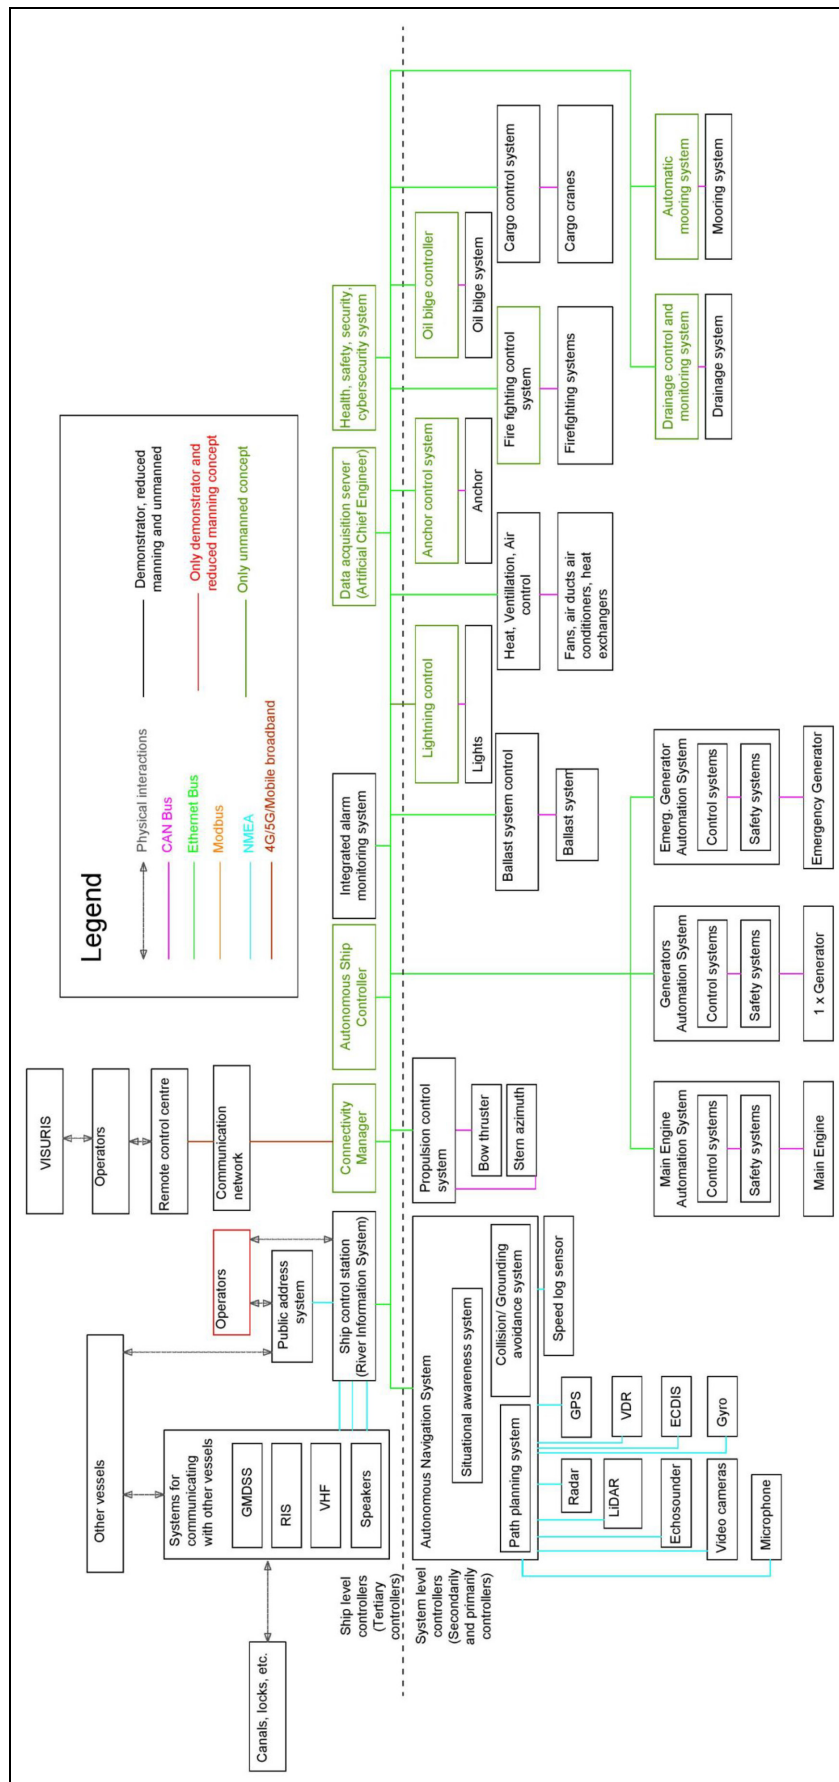 Legend
Physical interactions
CAN Bus
Ethernet Bus
Modbus
NMEA
4G/5G/Mobile broadband
Demonstrator, reduced
manning and unmanned
Only demonstrator and
reduced manning concept
Only unmanned concept
VISURIS
Operators
Remote control centre
Communication
network
Other vessels
Operators
Public address
system
Systems for
communicating
with other vessels
GMDSS
RIS
VHF
Speakers
Canals, locks, etc.
Ship control station
(River Information System)
Connectivity
Manager
Autonomous Ship
Controller
Integrated alarm
monitoring system
Data acquisition server
(Artificial Chief Engineer)
Health, safety, security,
cybersecurity system
Ship level
controllers
(Tertiary
controllers)
System level
controllers
(Secondarily
and primarily
controllers)
Autonomous Navigation System
Situational awareness system
Path planning system
Collision/ Grounding
avoidance system
Speed log sensor
Radar
GPS
LiDAR
VDR
Echosounder
ECDIS
Video cameras
Gyro
Microphone
Propulsion control
system
Bow thruster
Stern azimuth
Lightning control
Lights
Anchor control system
Anchor
Oil bilge controller
Oil bilge system
Ballast system control
Ballast system
Heat, Ventillation, Air
control
Fans, air ducts air
conditioners, heat
exchangers
Fire fighting control
system
Firefighting systems
Cargo control system
Cargo cranes
Main Engine
Automation System
Control systems
Safety systems
Main Engine
Generators
Automation System
Control systems
Safety systems
1 x Generator
Emerg. Generator
Automation System
Control systems
Safety systems
Emergency Generator
Drainage control and
monitoring system
Drainage system
Automatic
mooring system
Mooring system